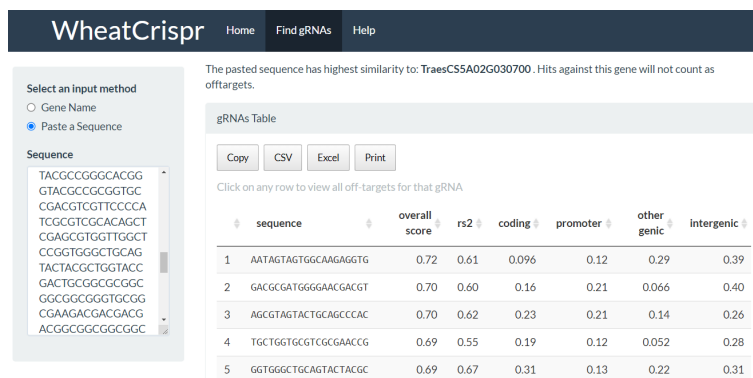 WheatCrispr Home Find gRNAs Help
Select an input method
Gene Name
Paste a Sequence
Sequence
TACGCCGGGCACGG
GTACGCCGCGGTGC
CGACGTCGTTCCCCA
TCGCGTCGCACAGCT
CGAGCGTGGTTGGCT
CCGGTGGGCTGCAG
TACTACGCTGGTACC
GACTGCGGCGCGGC
GGCGGCGGGTGCGG
CGAAGACGACGACG
ACGGCGGCGGCGGC
The pasted sequence has highest similarity to: TraesCS5A02G030700 . Hits against this gene will not count as
offtargets.
gRNAs Table
Copy CSV Excel Print
Click on any row to view all off-targets for that gRNA
sequence overall score rs2 coding promoter other genic intergenic
1 AATAGTAGTGGCAAGAGGTG 0.72 0.61 0.096 0.12 0.29 0.39
2 GACGCGATGGGGAACGACGT 0.70 0.60 0.16 0.21 0.066 0.40
3 AGCGTAGTACTGCAGCCCAC 0.70 0.62 0.23 0.21 0.14 0.26
4 TGCTGGTGCGTCGCGAACCG 0.69 0.55 0.19 0.12 0.052 0.28
5 GGTGGGCTGCAGTACTACGC 0.69 0.67 0.31 0.13 0.22 0.31